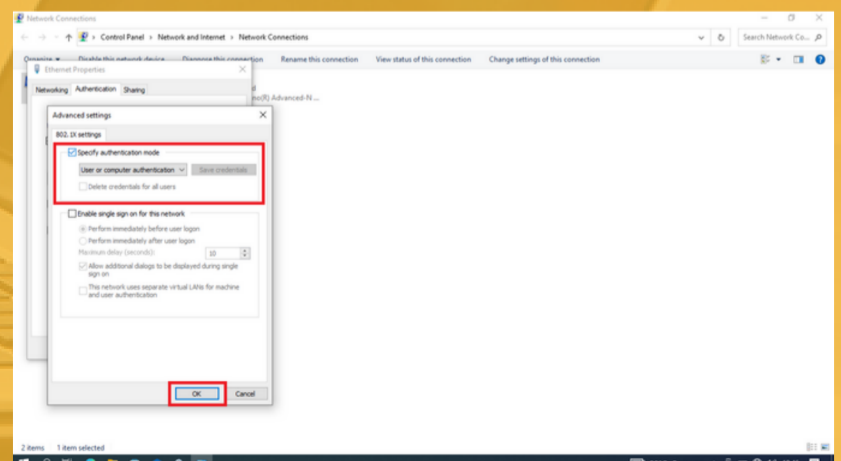 Network Connections
Control Panel > Network and Internet > Network Connections
Search Network Co...
Organize Disable this network device Diagnose this connection Rename this connection View status of this connection Change settings of this connection
Ethernet Properties
Networking Authentication Sharing
Advanced-N ...
Advanced settings
802.1X settings
Specify authentication mode
User or computer authentication Save credentials
Delete credentials for all users
Enable single sign on for this network
Perform immediately before user logon
Perform immediately after user logon
Maximum delay (seconds): 10
Allow additional dialogs to be displayed during single
sign on
This network uses separate virtual LANs for machine
and user authentication
OK Cancel
2 items 1 item selected